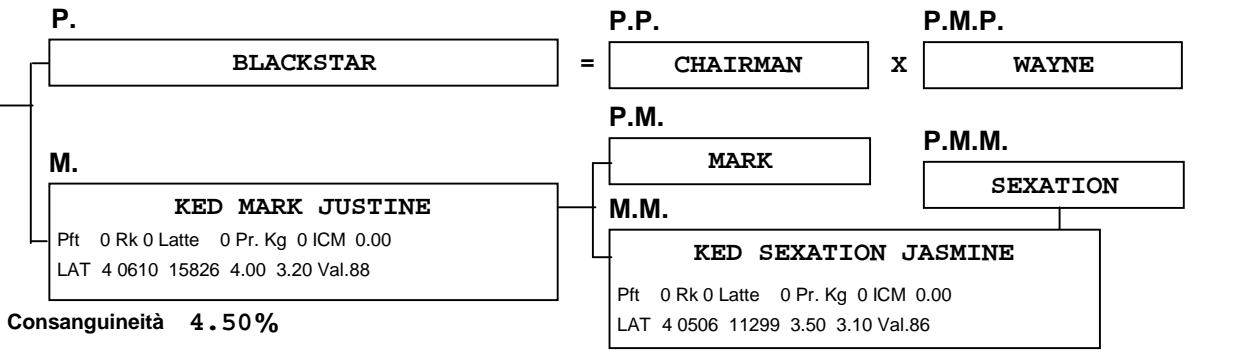 P.
BLACKSTAR
=
P.P.
CHAIRMAN
X
P.M.P.
WAYNE
M.
KED MARK JUSTINE
Pft 0 Rk 0 Latte 0 Pr. Kg 0 ICM 0.00
LAT 4 0610 15826 4.00 3.20 Val.88
P.M.
MARK
P.M.M.
SEXATION
M.M.
KED SEXATION JASMINE
Pft 0 Rk 0 Latte 0 Pr. Kg 0 ICM 0.00
LAT 4 0506 11299 3.50 3.10 Val.86
Consanguineità 4.50%